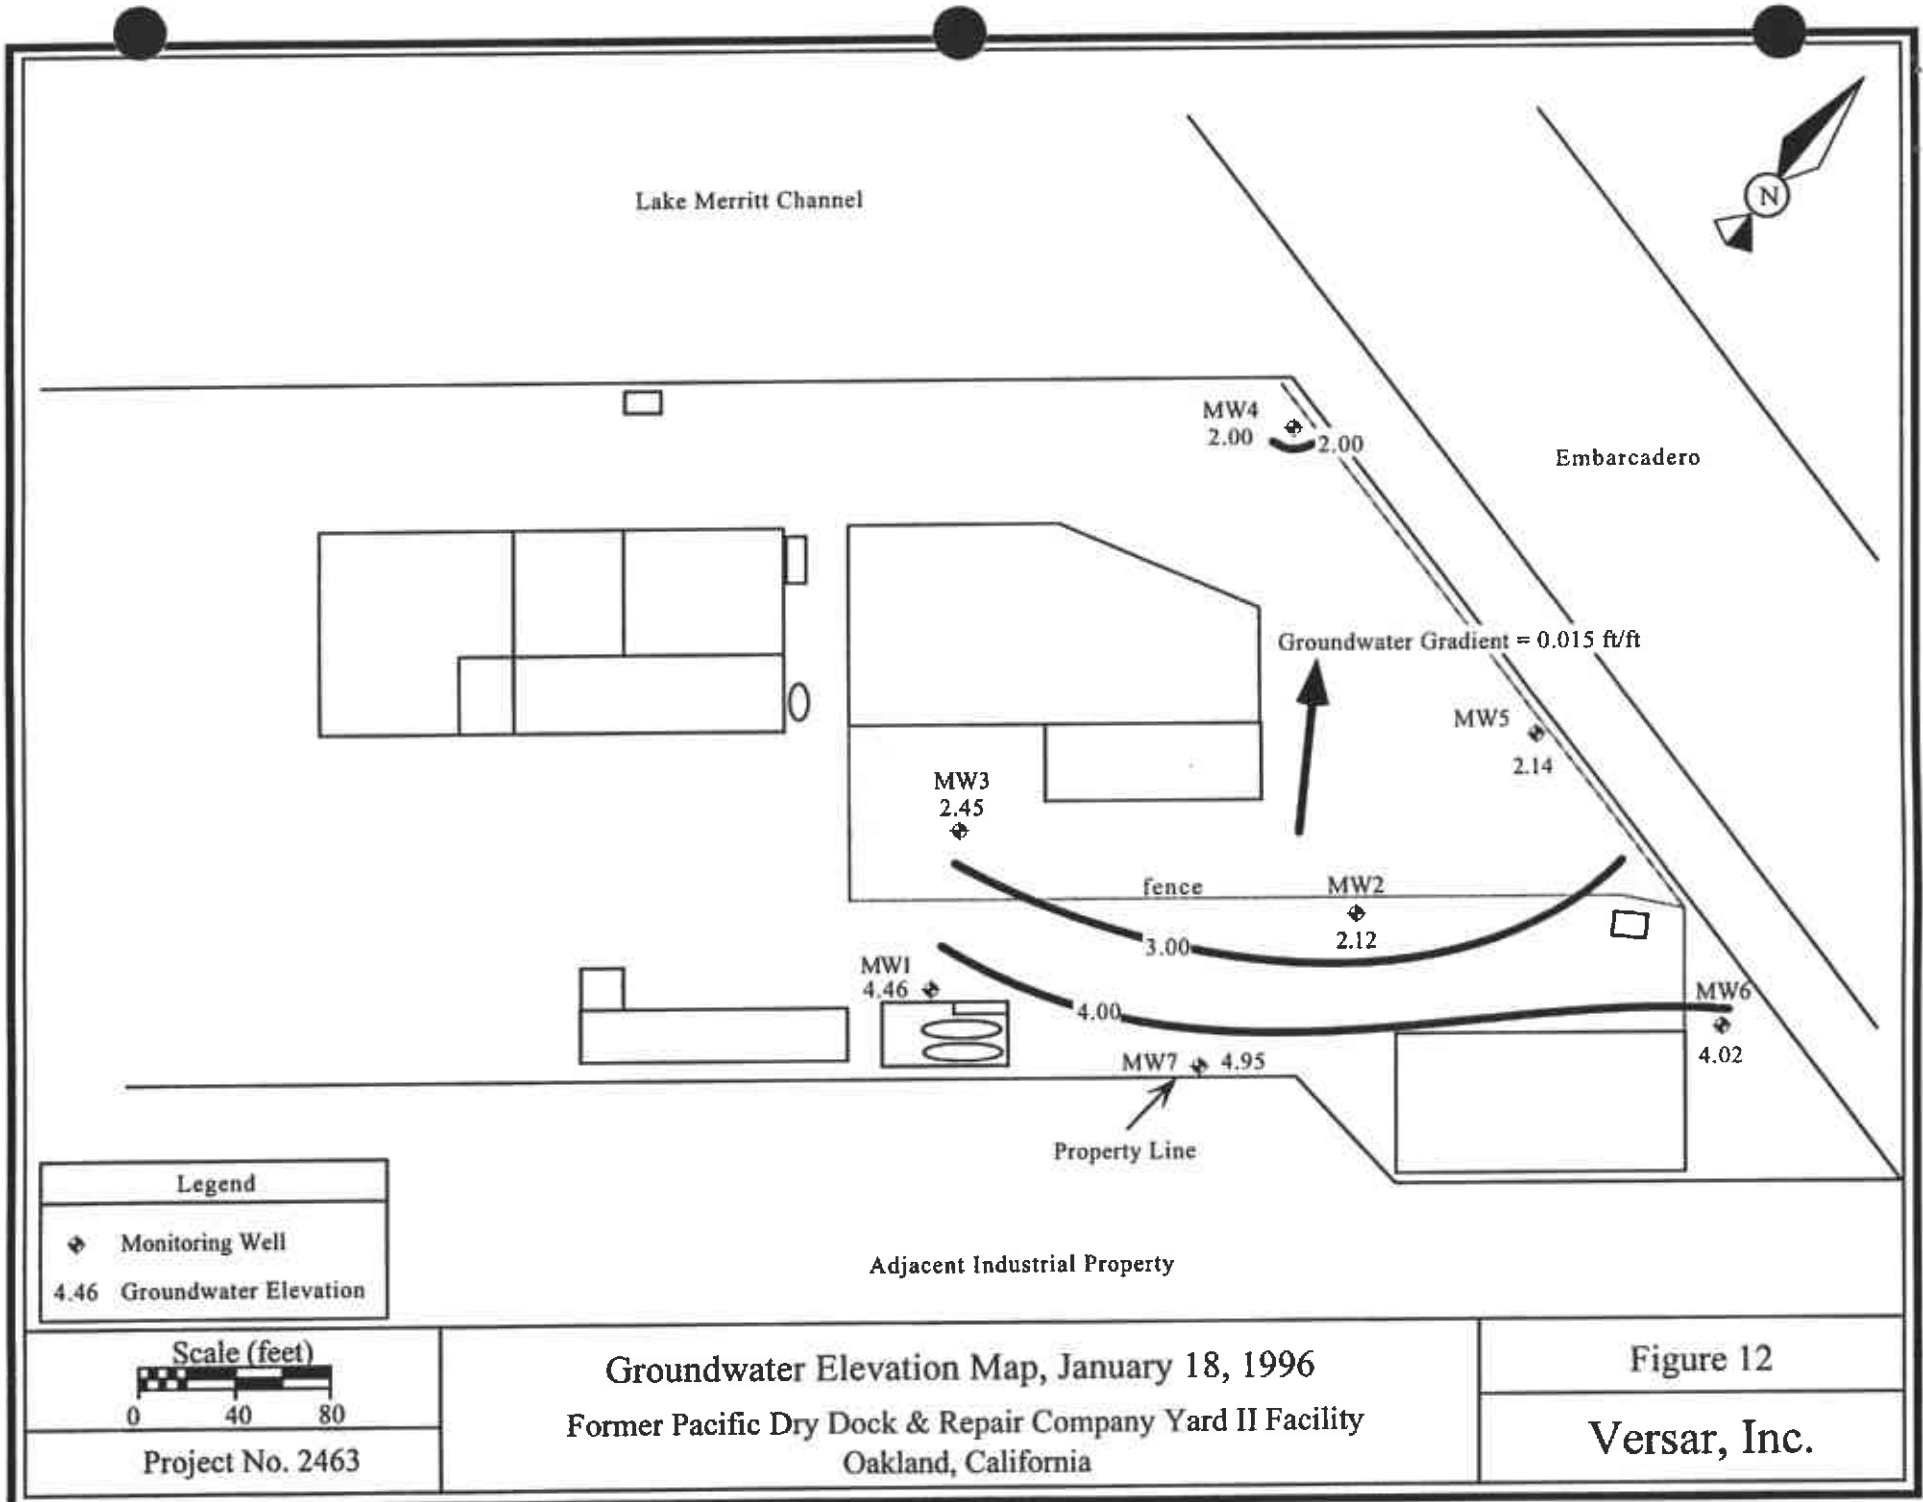 Lake Merritt Channel
N
MW4
2.00
2.00
Embarcadero
Groundwater Gradient = 0.015 ft/ft
MW5
2.14
MW3
2.45
fence
MW2
2.12
3.00
MW1
4.46
4.00
MW6
4.02
MW7
4.95
Property Line
Legend
Monitoring Well
4.46 Groundwater Elevation
Adjacent Industrial Property
Scale (feet)
0 40 80
Project No. 2463
Groundwater Elevation Map, January 18, 1996
Former Pacific Dry Dock & Repair Company Yard II Facility
Oakland, California
Figure 12
Versar, Inc.